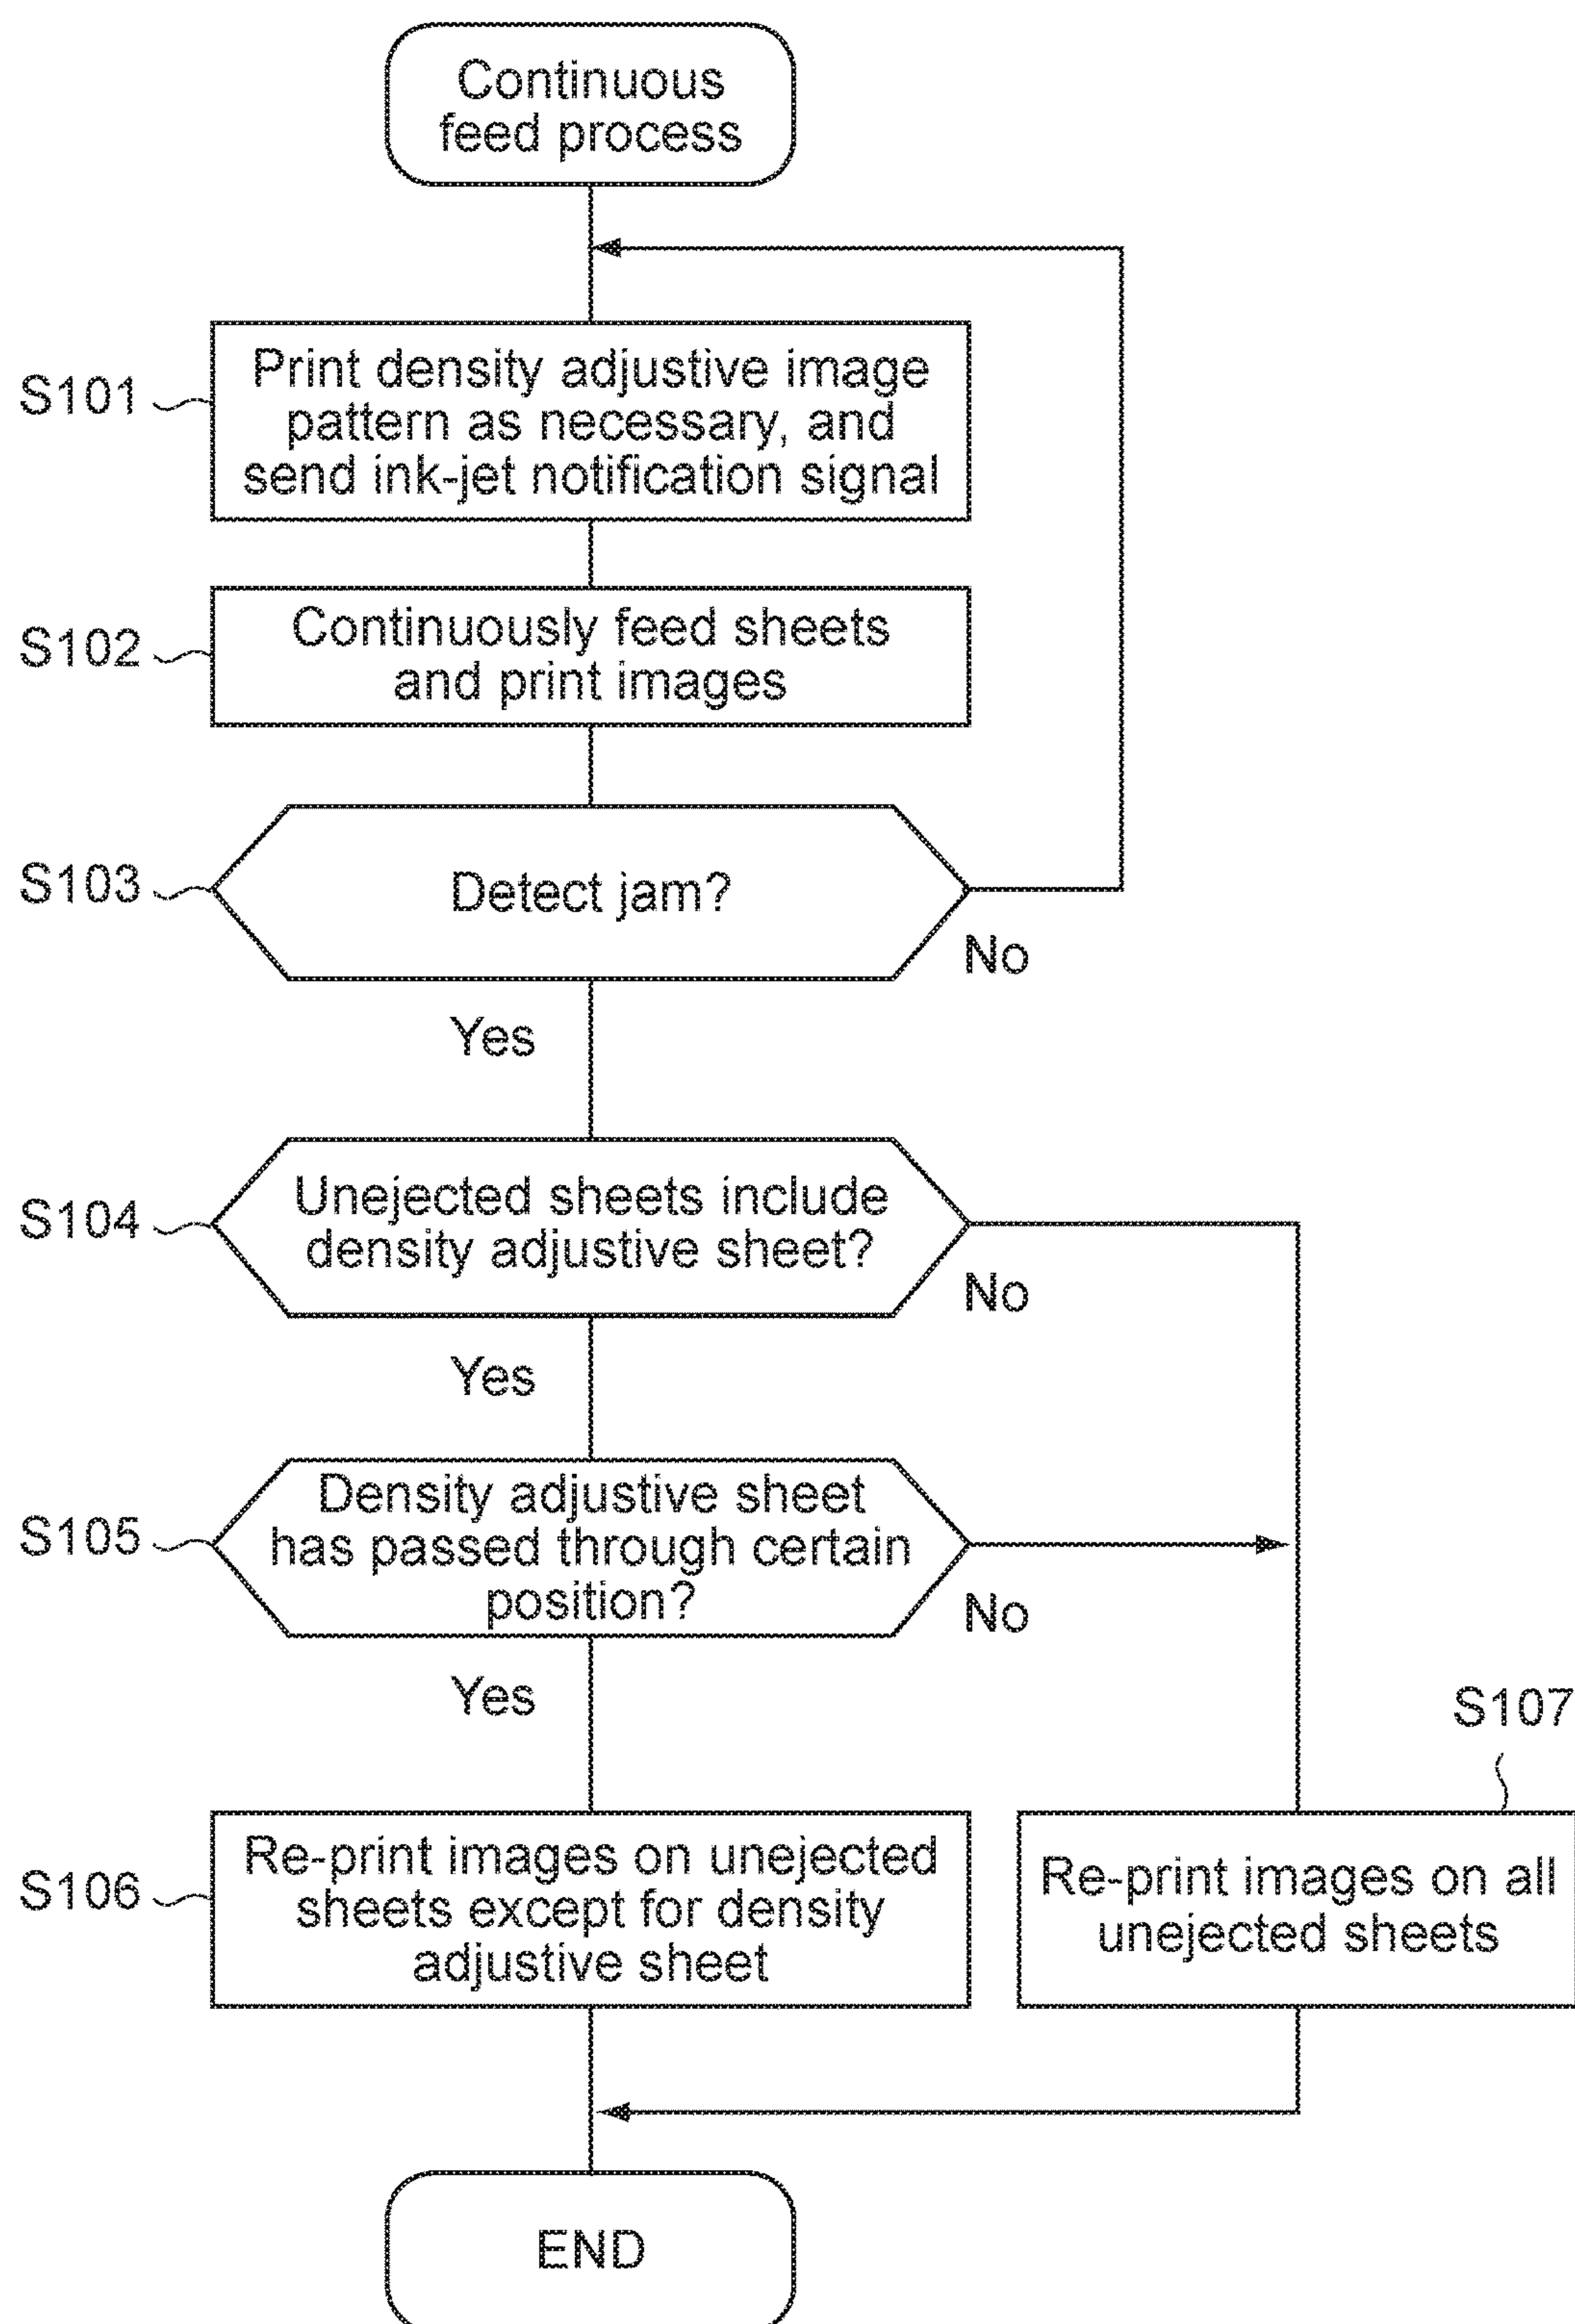 Continuous
feed process
S101
Print density adjustive image
pattern as necessary, and
send ink-jet notification signal
S102
Continuously feed sheets
and print images
S103
Detect jam?
No
Yes
S104
Unejected sheets include
density adjustive sheet?
No
Yes
S105
Density adjustive sheet
has passed through certain
position?
No
Yes
S106
Re-print images on unejected
sheets except for density
adjustive sheet
S107
Re-print images on all
unejected sheets
END